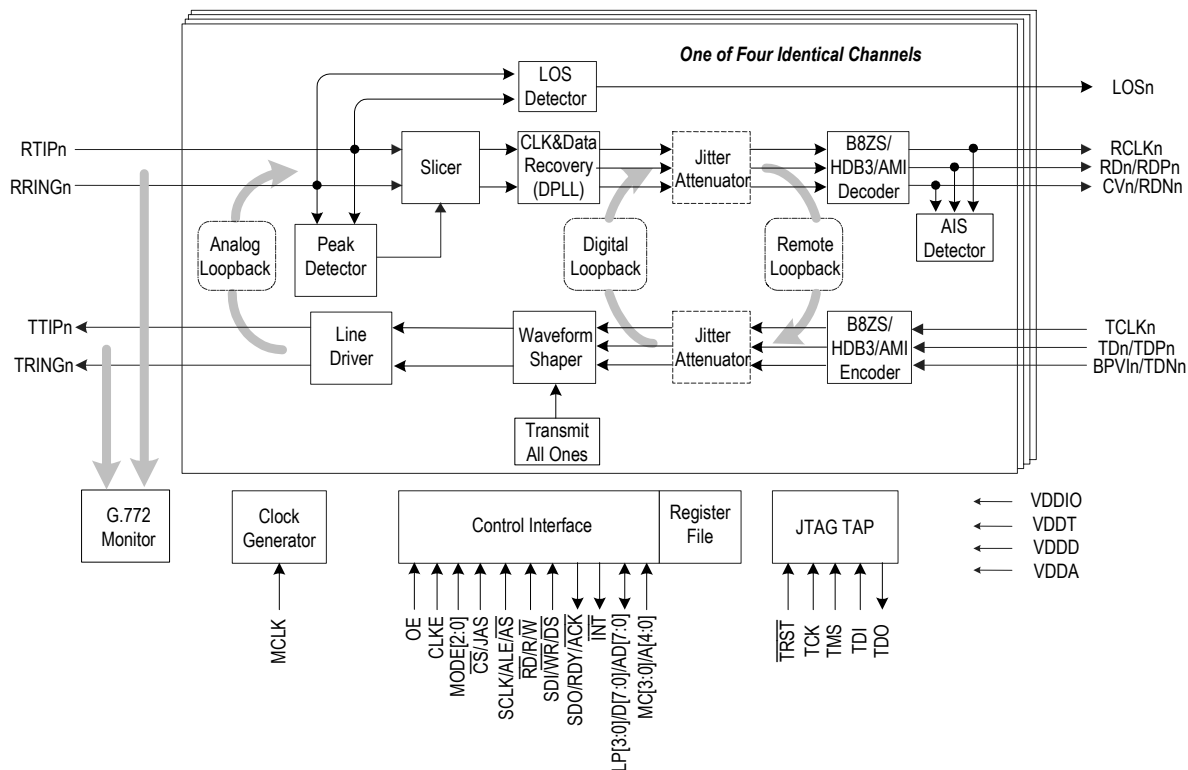 One of Four Identical Channels
LOS
Detector
LOSn
RTIPn
RRINGn
Slicer
CLK&Data
Recovery
(DPLL)
Jitter
Attenuator
B8ZS/
HDB3/AMI
Decoder
RCLKn
RDn/RDPn
CVn/RDNn
Analog
Loopback
Peak
Detector
Digital
Loopback
Remote
Loopback
AIS
Detector
TTIPn
TRINGn
Line
Driver
Waveform
Shaper
Jitter
Attenuator
B8ZS/
HDB3/AMI
Encoder
TCLKn
TDn/TDPn
BPVIn/TDNn
Transmit
All Ones
G.772
Monitor
Clock
Generator
Control Interface
Register
File
JTAG TAP
VDDIO
VDDT
VDDD
VDDA
MCLK
OE
CLKE
MODE[2:0]
CS/JAS
SCLK/ALE/AS
RD/R/W
SDI/WR/DS
SDO/RDY/ACK
INT
LP[3:0]/D[7:0]/AD[7:0]
MC[3:0]/A[4:0]
TRST
TCK
TMS
TDI
TDO